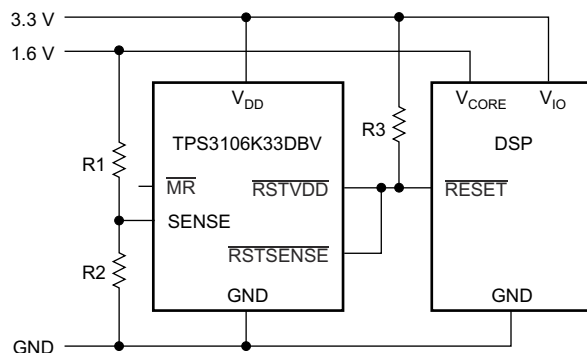 3.3 V
1.6 V
VDD
R3
VCORE
VIO
TPS3106K33DBV
DSP
R1
MR
RSTVDD
RESET
SENSE
R2
RSTSENSE
GND
GND
GND